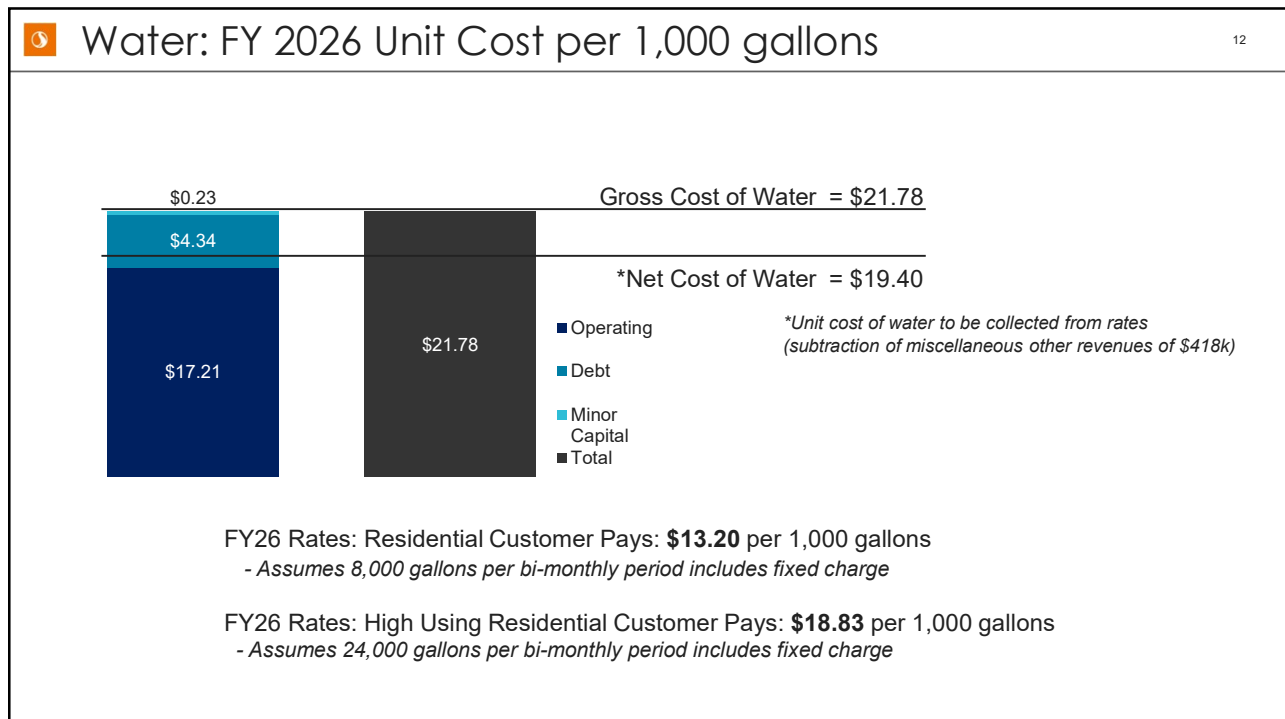 Water: FY 2026 Unit Cost per 1,000 gallons
12
$0.23
$4.34
$17.21
$21.78
Gross Cost of Water = $21.78
*Net Cost of Water = $19.40
*Unit cost of water to be collected from rates
(subtraction of miscellaneous other revenues of $418k)
Operating
Debt
Minor
Capital
Total
FY26 Rates: Residential Customer Pays: $13.20 per 1,000 gallons
- Assumes 8,000 gallons per bi-monthly period includes fixed charge
FY26 Rates: High Using Residential Customer Pays: $18.83 per 1,000 gallons
- Assumes 24,000 gallons per bi-monthly period includes fixed charge